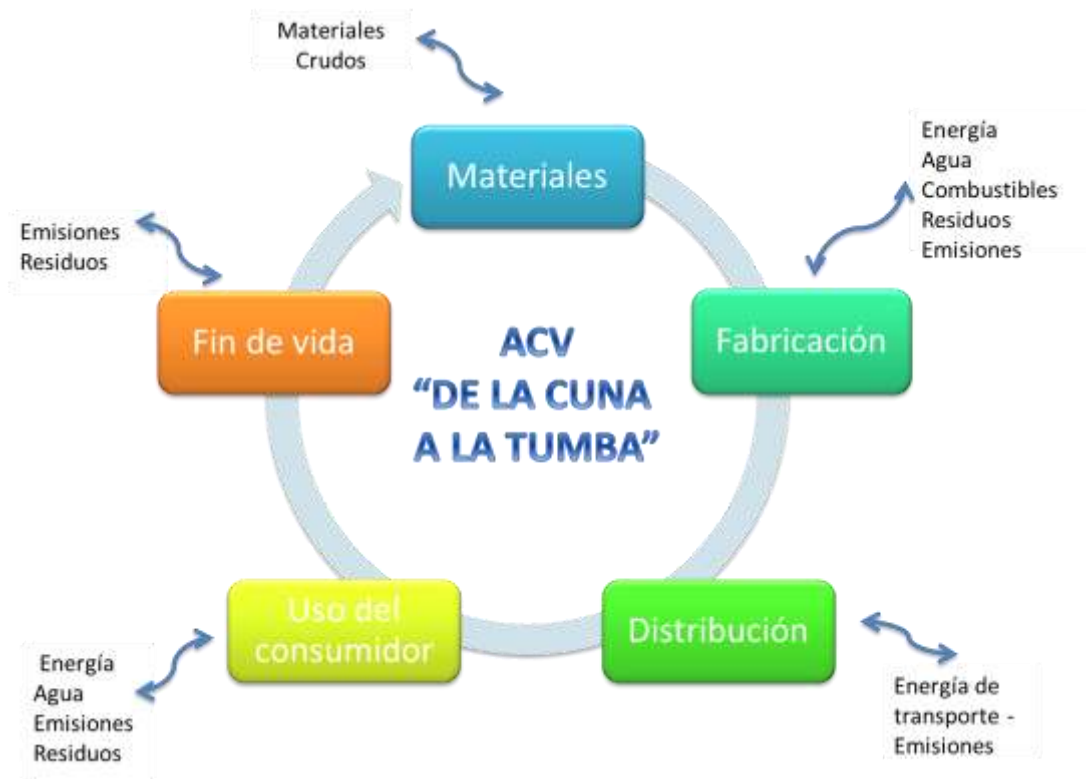 Materiales
Crudos
Materiales
Energía
Agua
Combustibles
Residuos
Emisiones
Fabricación
Emisiones
Residuos
Fin de vida
ACV
“DE LA CUNA
A LA TUMBA”
Uso del
consumidor
Distribución
Energía
Agua
Emisiones
Residuos
Energía de
transporte -
Emisiones